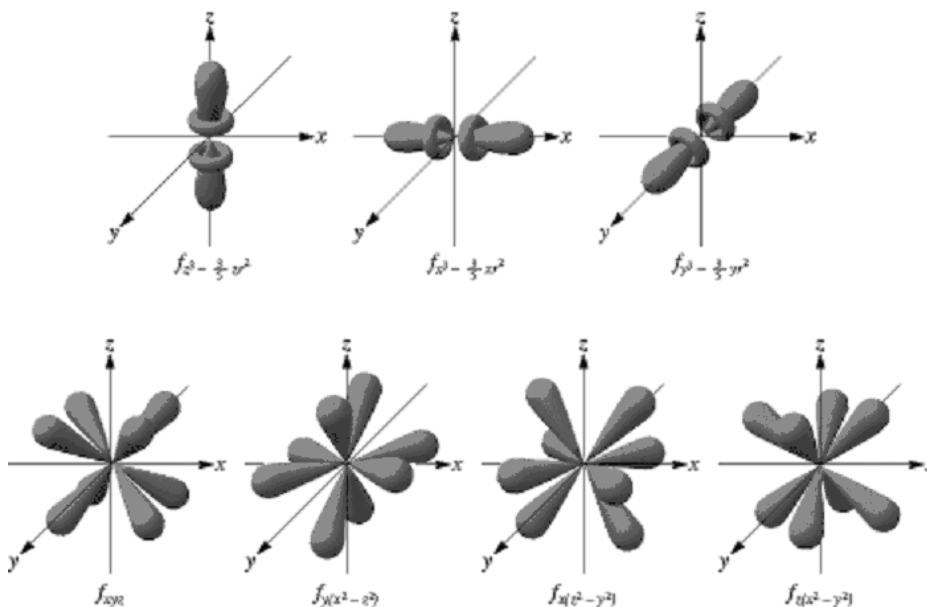 z z z
x x x
y y y
f_{z³ - 3/5 zr²} f_{x³ - 3/5 xr²} f_{y³ - 3/5 yr²}
z z z z
x x x x
y y y y
f_{xyz} f_{y(x² - z²)} f_{x(z² - y²)} f_{z(x² - y²)}